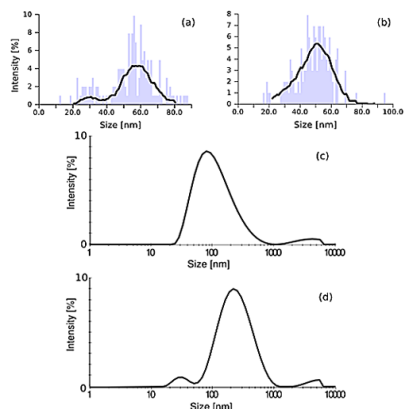 10
8
6
4
2
0
Intensity [%]
(a)
0.0 20.0 40.0 60.0 80.0
Size [nm]
8
7
6
5
4
3
2
1
0
(b)
0.0 20.0 40.0 60.0 80.0 100.0
Size [nm]
10
Intensity [%]
(c)
0
1 10 100 1000 10000
Size [nm]
10
Intensity [%]
(d)
0
1 10 100 1000 10000
Size [nm]